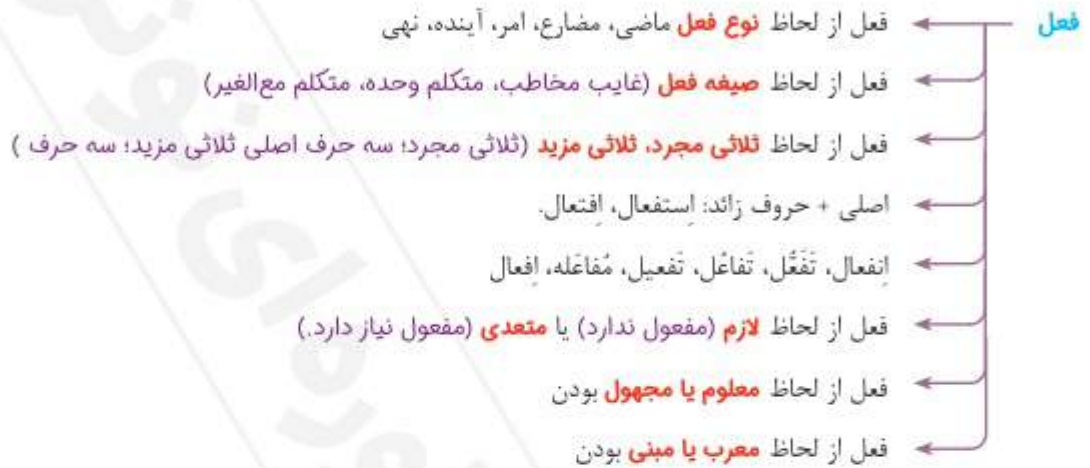 فعل
فعل از لحاظ نوع فعل ماضی، مضارع، امر، آینده، نهی
فعل از لحاظ صیغه فعل (غایب مخاطب، متکلم وحده، متکلم مع‌الغیر)
فعل از لحاظ ثلاثی مجرد، ثلاثی مزید (ثلاثی مجرد؛ سه حرف اصلی ثلاثی مزید؛ سه حرف )
اصلی + حروف زائد: اِستفعال، اِفتعال.
اِنفعال، تَفَعُّل، تَفاعُل، تَفعیل، مُفاعَله، اِفعال
فعل از لحاظ لازم (مفعول ندارد) یا متعدی (مفعول نیاز دارد.)
فعل از لحاظ معلوم یا مجهول بودن
فعل از لحاظ معرب یا مبنی بودن